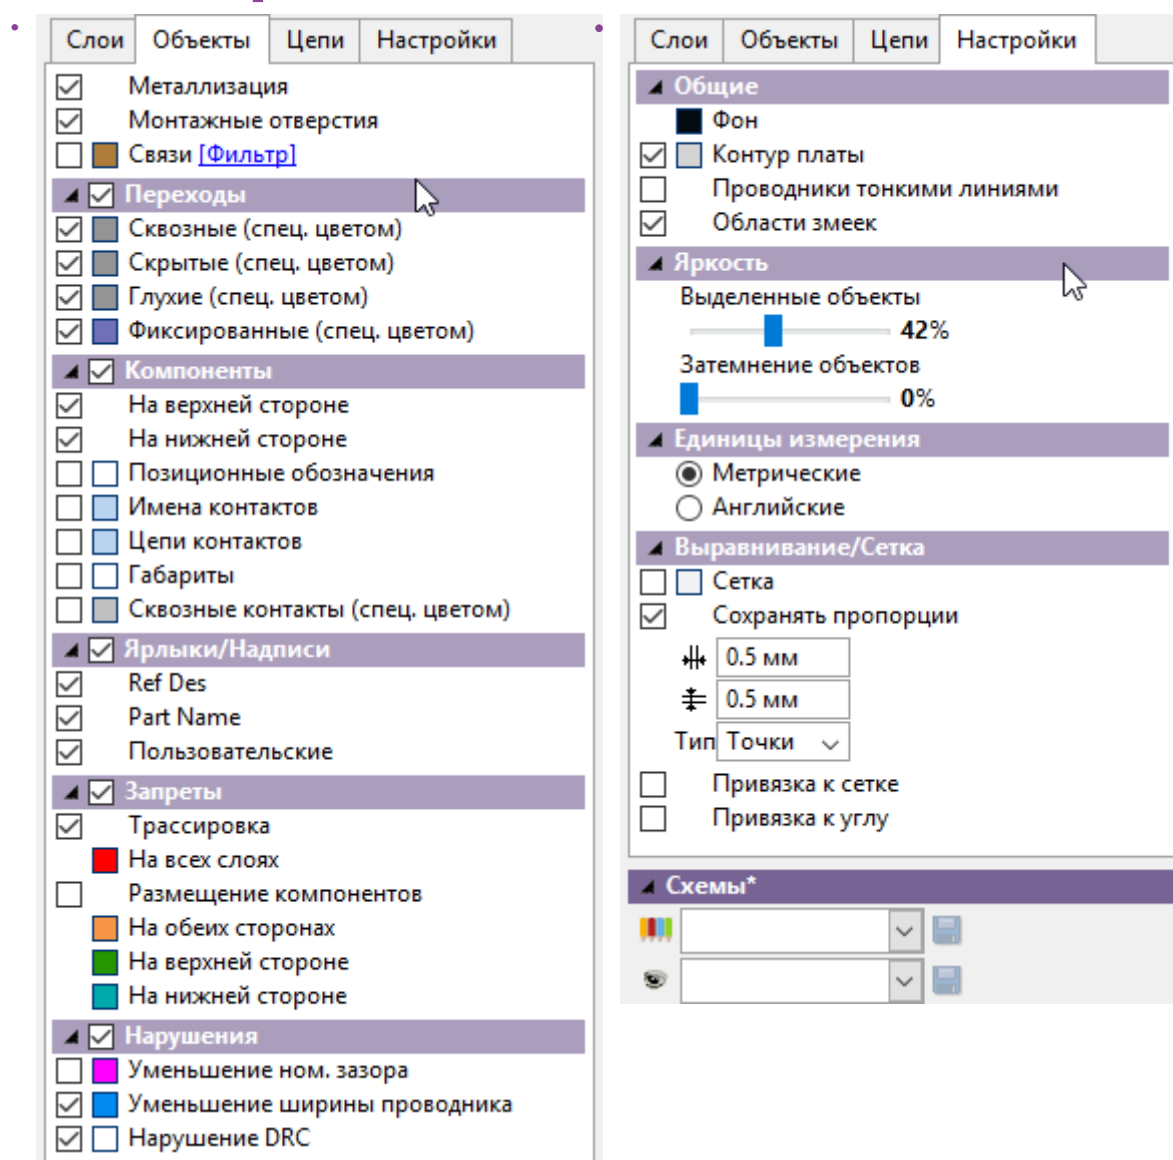 Слои Объекты Цепи Настройки
Металлизация
Монтажные отверстия
Связи [Фильтр]
Переходы
Сквозные (спец. цветом)
Скрытые (спец. цветом)
Глухие (спец. цветом)
Фиксированные (спец. цветом)
Компоненты
На верхней стороне
На нижней стороне
Позиционные обозначения
Имена контактов
Цепи контактов
Габариты
Сквозные контакты (спец. цветом)
Ярлыки/Надписи
Ref Des
Part Name
Пользовательские
Запреты
Трассировка
На всех слоях
Размещение компонентов
На обеих сторонах
На верхней стороне
На нижней стороне
Нарушения
Уменьшение ном. зазора
Уменьшение ширины проводника
Нарушение DRC
Слои Объекты Цепи Настройки
Общие
Фон
Контур платы
Проводники тонкими линиями
Области змеек
Яркость
Выделенные объекты
42%
Затемнение объектов
0%
Единицы измерения
Метрические
Английские
Выравнивание/Сетка
Сетка
Сохранять пропорции
0.5 мм
0.5 мм
Тип Точки
Привязка к сетке
Привязка к углу
Схемы*